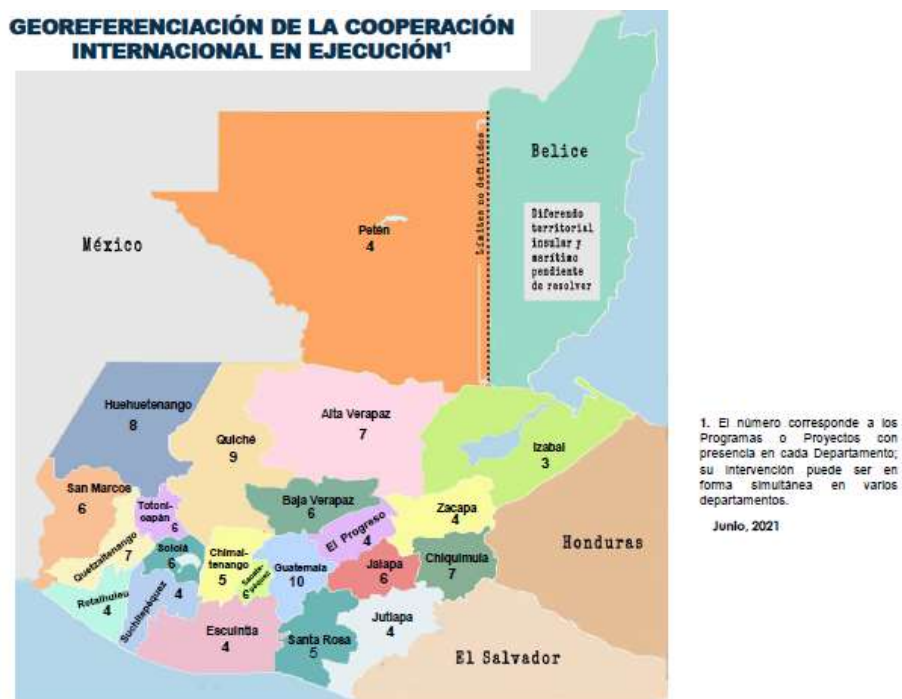 GEOREFERENCIACIÓN DE LA COOPERACIÓN
INTERNACIONAL EN EJECUCIÓN¹
Belice
Límites no definidos
Diferendo
territorial
insular y
marítimo
pendiente
de resolver
México
Petén
4
Huehuetenango
8
Quiché
9
Alta Verapaz
7
Izabal
3
San Marcos
6
Totoni-
capán
6
Baja Verapaz
6
Zacapa
4
El Progreso
4
Quetzaltenango
7
Sololá
6
Chimal-
tenango
5
Sacate-
péquez
6
Guatemala
10
Jalapa
6
Chiquimula
7
Honduras
Retalhuleu
4
Suchitepéquez
4
Escuintla
4
Santa Rosa
5
Jutiapa
4
El Salvador
1. El número corresponde a los
Programas o Proyectos con
presencia en cada Departamento;
su intervención puede ser en
forma simultánea en varios
departamentos.
Junio, 2021